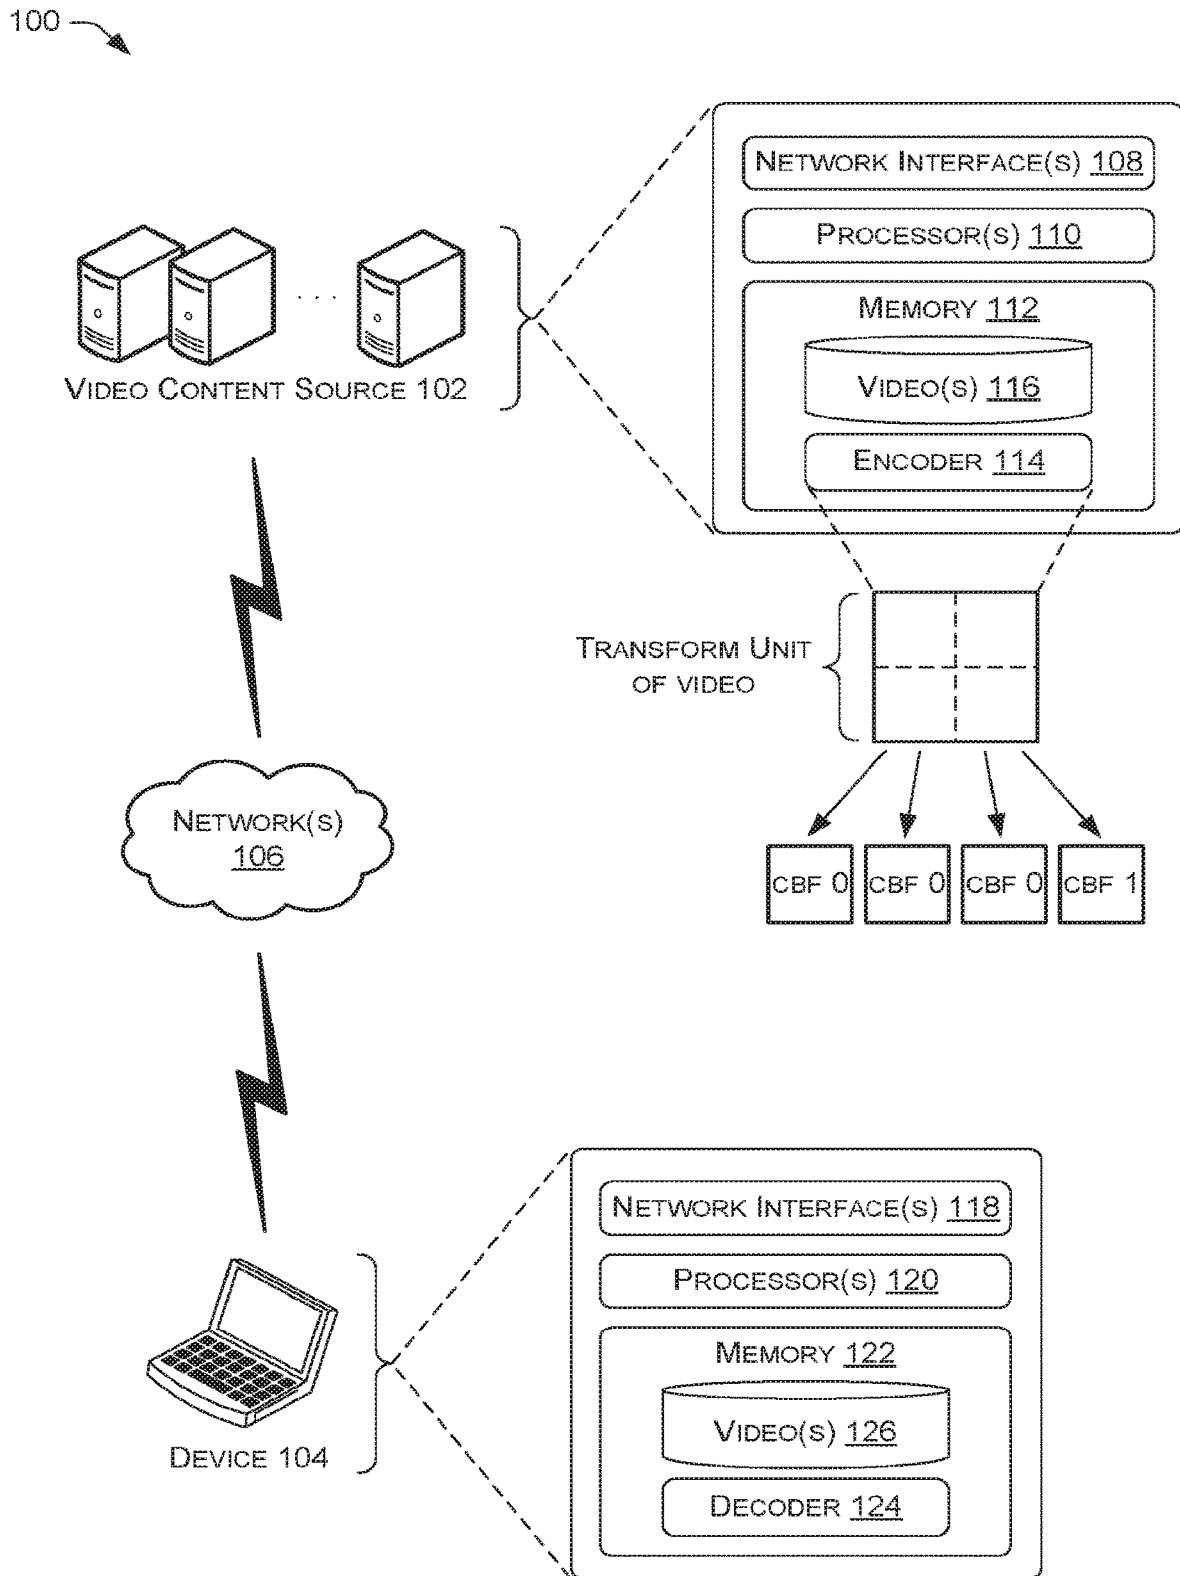 100
NETWORK INTERFACE(S) 108
PROCESSOR(S) 110
MEMORY 112
VIDEO(S) 116
ENCODER 114
VIDEO CONTENT SOURCE 102
TRANSFORM UNIT
OF VIDEO
CBF 0 CBF 0 CBF 0 CBF 1
NETWORK(S)
106
NETWORK INTERFACE(S) 118
PROCESSOR(S) 120
MEMORY 122
VIDEO(S) 126
DECODER 124
DEVICE 104